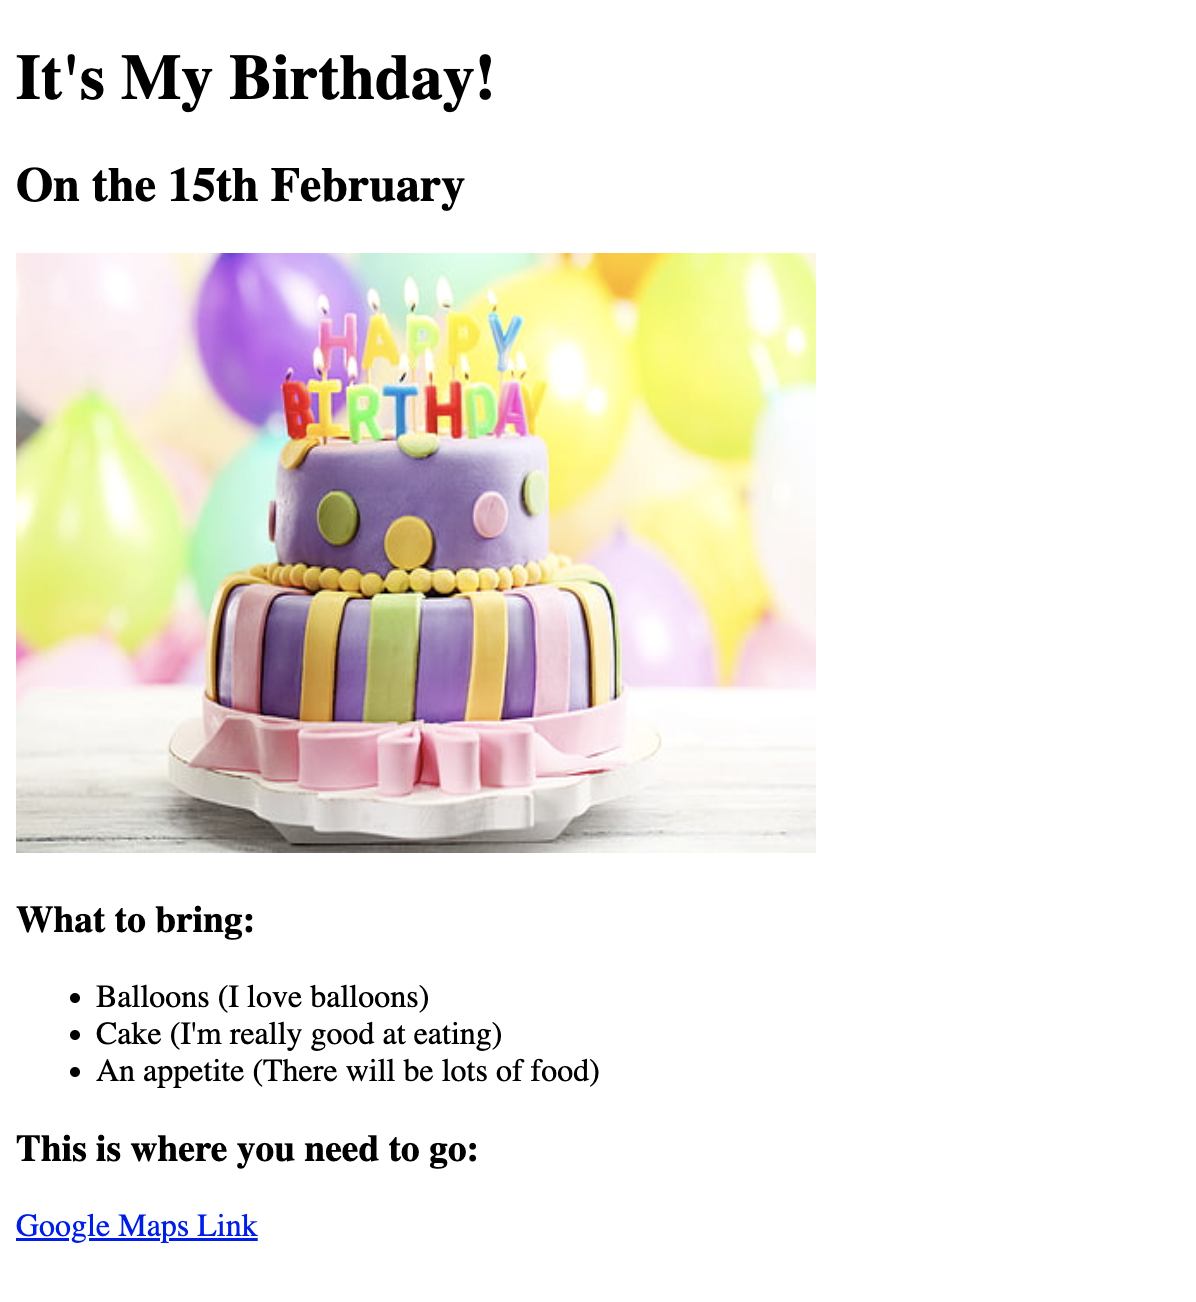 It's My Birthday!
On the 15th February
HAPPY
BIRTHDAY
What to bring:
Balloons (I love balloons)
Cake (I'm really good at eating)
An appetite (There will be lots of food)
This is where you need to go:
Google Maps Link